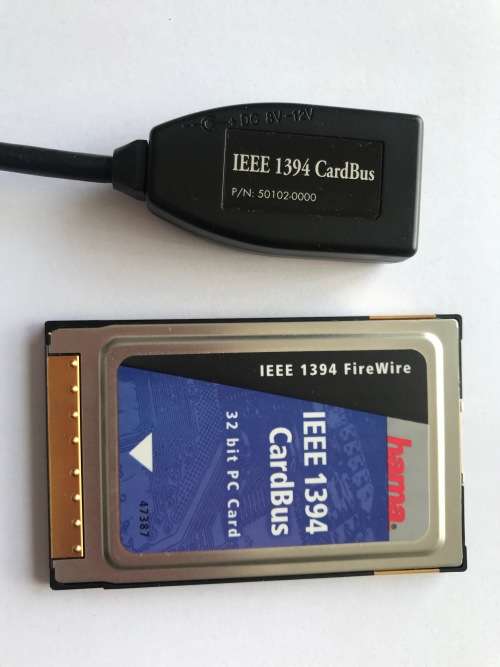 + DC 8V-12V
IEEE 1394 CardBus
P/N: 50102-0000
IEEE 1394 FireWire
hama®
IEEE 1394
CardBus
32 bit PC Card
47387